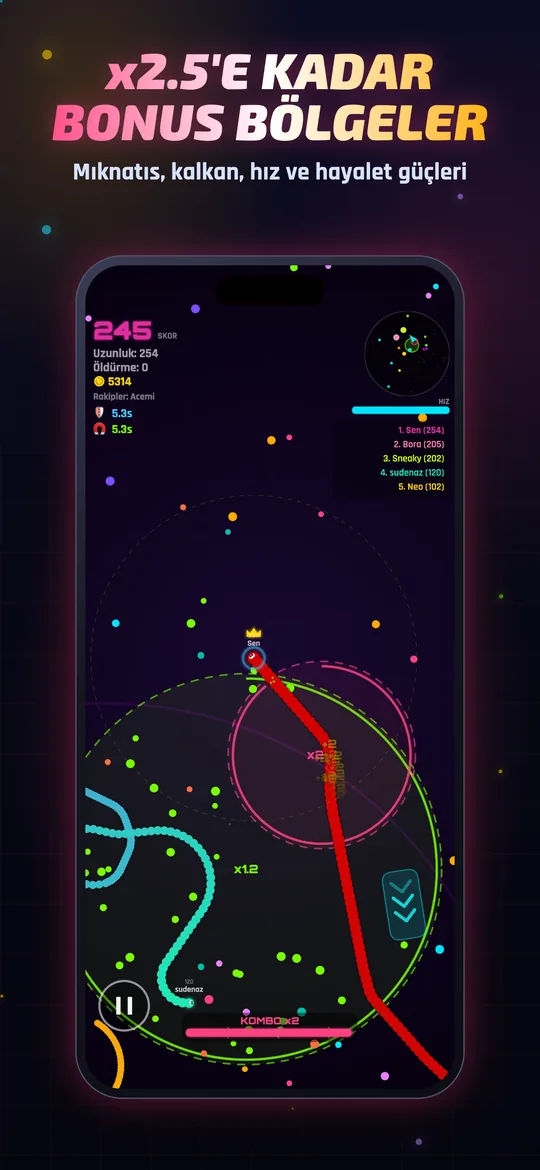 x2.5'E KADAR
BONUS BÖLGELER
Mıknatıs, kalkan, hız ve hayalet güçleri
245 SKOR
Uzunluk: 254
Öldürme: 0
5314
Rakipler: Acemi
5.3s
5.3s
HIZ
1. Sen (254)
2. Bora (205)
3. Sneaky (202)
4. sudenaz (120)
5. Neo (102)
Sen
x2
x1.2
120
sudenaz
KOMBO x2